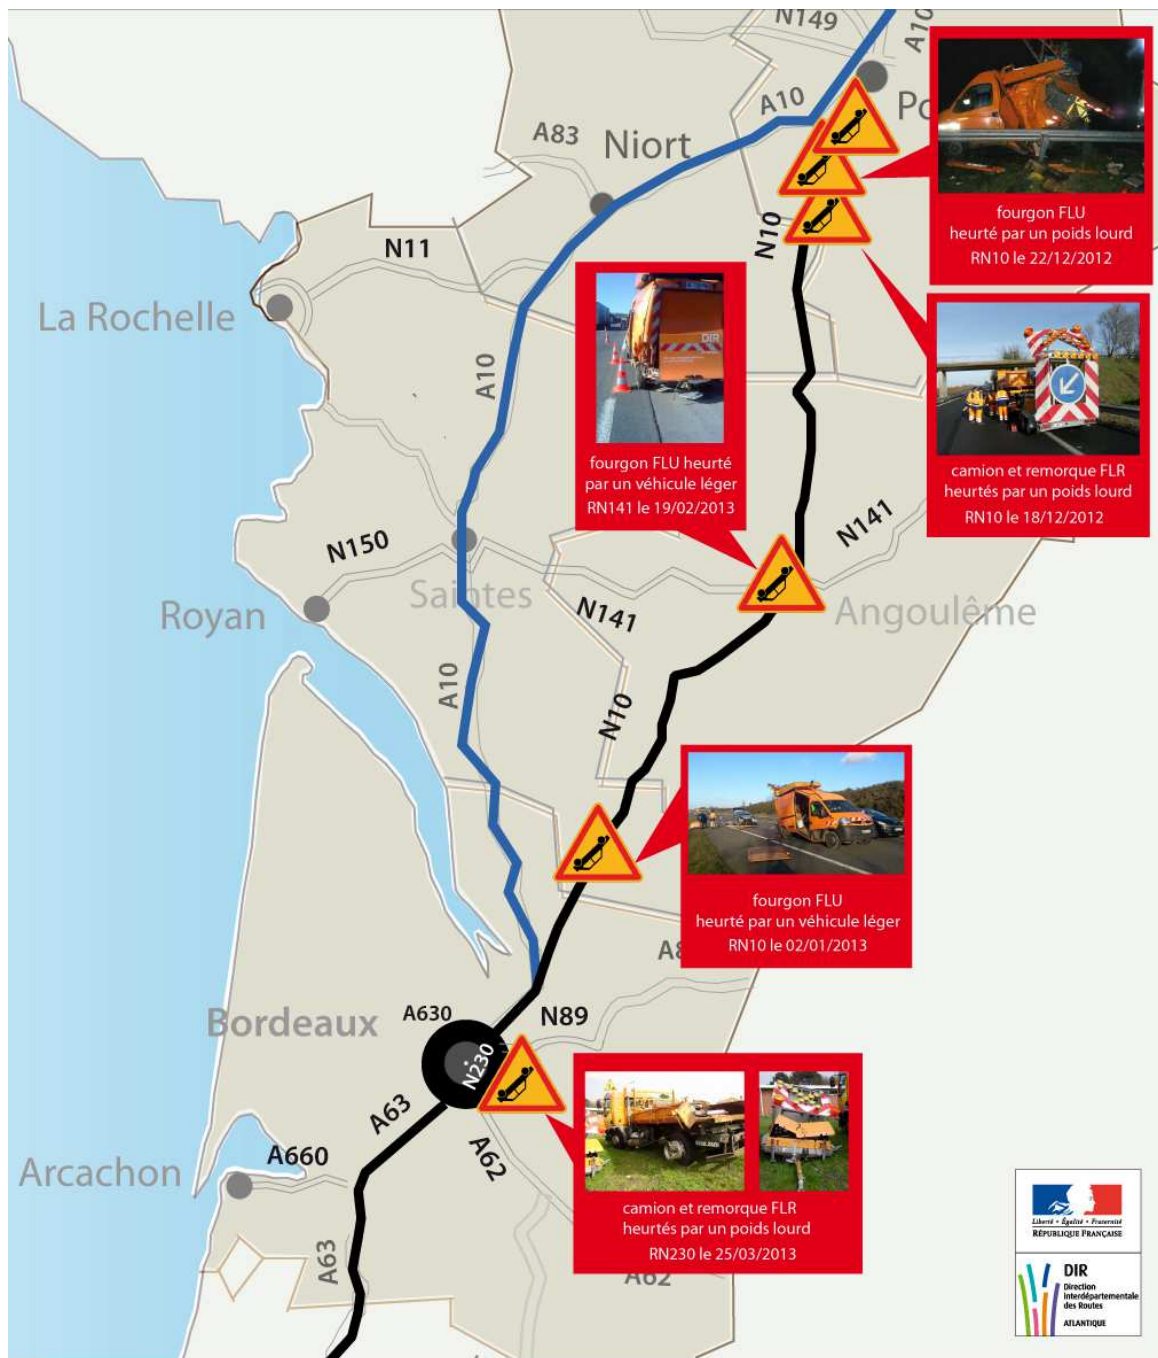 N149
A10
A10
Po
A83
Niort
N10
N11
La Rochelle
A10
fourgon FLU
heurté par un poids lourd
RN10 le 22/12/2012
DIR
fourgon FLU heurté
par un véhicule léger
RN141 le 19/02/2013
camion et remorque FLR
heurtés par un poids lourd
RN10 le 18/12/2012
N141
N150
Saintes
Royan
N141
Angoulême
A10
N10
fourgon FLU
heurté par un véhicule léger
RN10 le 02/01/2013
A8
Bordeaux
A630
N89
N230
A63
A62
Arcachon
A660
A63
camion et remorque FLR
heurtés par un poids lourd
RN230 le 25/03/2013
A62
Liberté • Égalité • Fraternité
RÉPUBLIQUE FRANÇAISE
DIR
Direction
Interdépartementale
des Routes
ATLANTIQUE